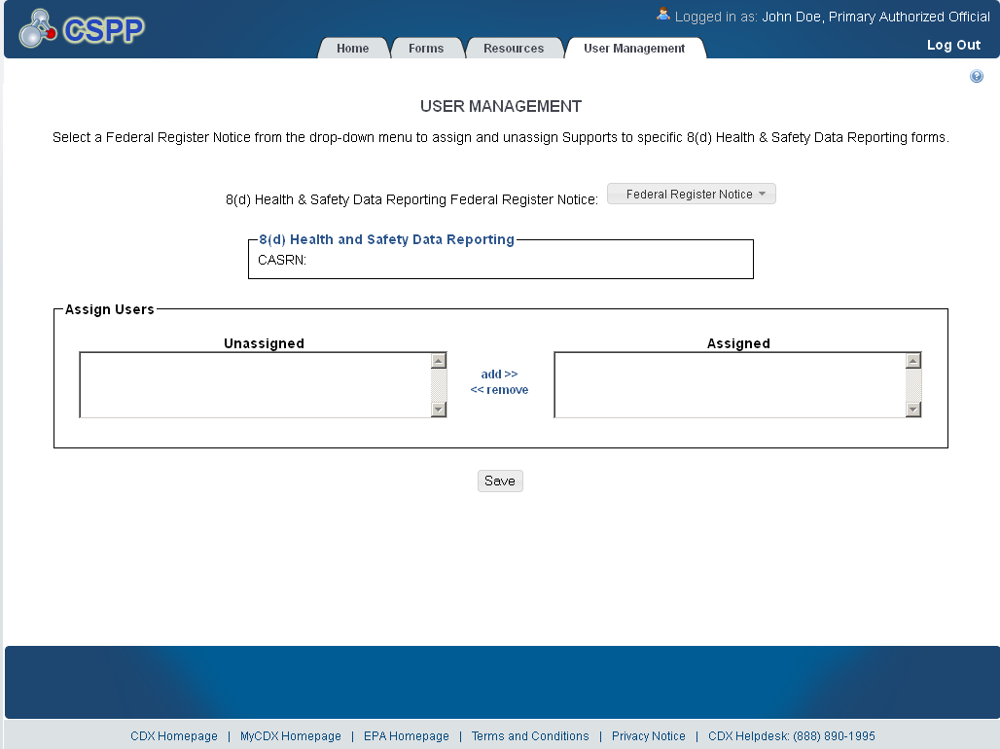 CSPP
Logged in as: John Doe, Primary Authorized Official
Home Forms Resources User Management
Log Out
?
USER MANAGEMENT
Select a Federal Register Notice from the drop-down menu to assign and unassign Supports to specific 8(d) Health & Safety Data Reporting forms.
8(d) Health & Safety Data Reporting Federal Register Notice: Federal Register Notice
8(d) Health and Safety Data Reporting
CASRN:
Assign Users
Unassigned Assigned
add >>
<< remove
Save
CDX Homepage | MyCDX Homepage | EPA Homepage | Terms and Conditions | Privacy Notice | CDX Helpdesk: (888) 890-1995